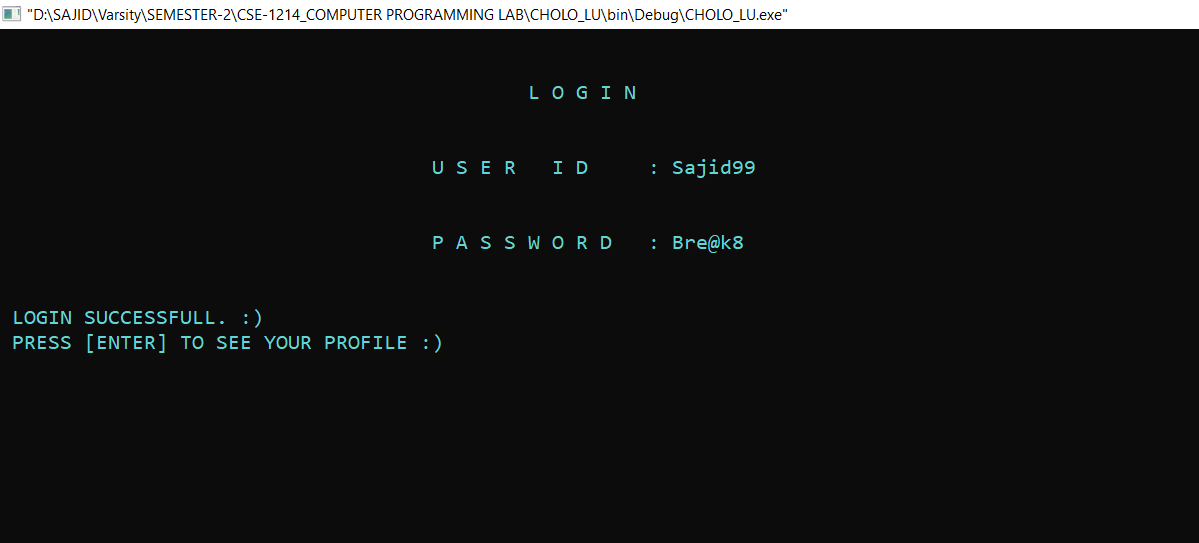 "D:\SAJID\Varsity\SEMESTER-2\CSE-1214_COMPUTER PROGRAMMING LAB\CHOLO_LU\bin\Debug\CHOLO_LU.exe"
L O G I N
U S E R   I D     : Sajid99
P A S S W O R D   : Bre@k8
LOGIN SUCCESSFULL. :)
PRESS [ENTER] TO SEE YOUR PROFILE :)